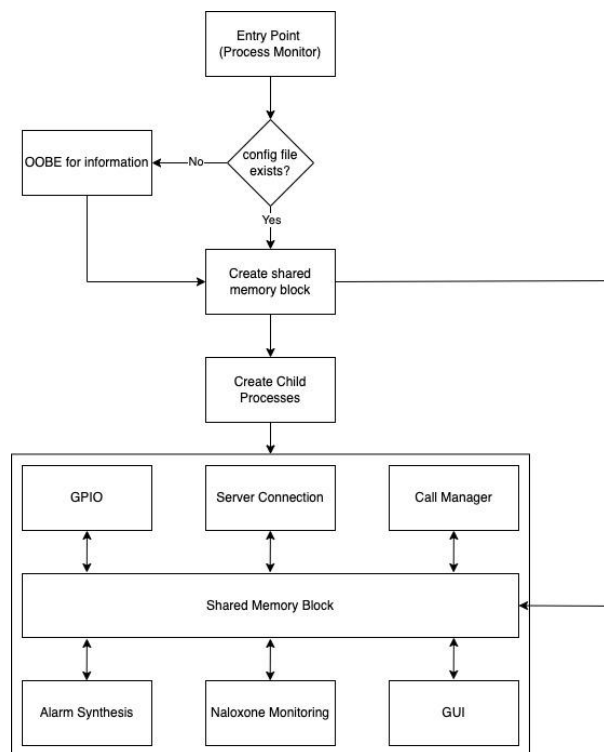 Entry Point
(Process Monitor)
config file
exists?
No
OOBE for information
Yes
Create shared
memory block
Create Child
Processes
GPIO
Server Connection
Call Manager
Shared Memory Block
Alarm Synthesis
Naloxone Monitoring
GUI